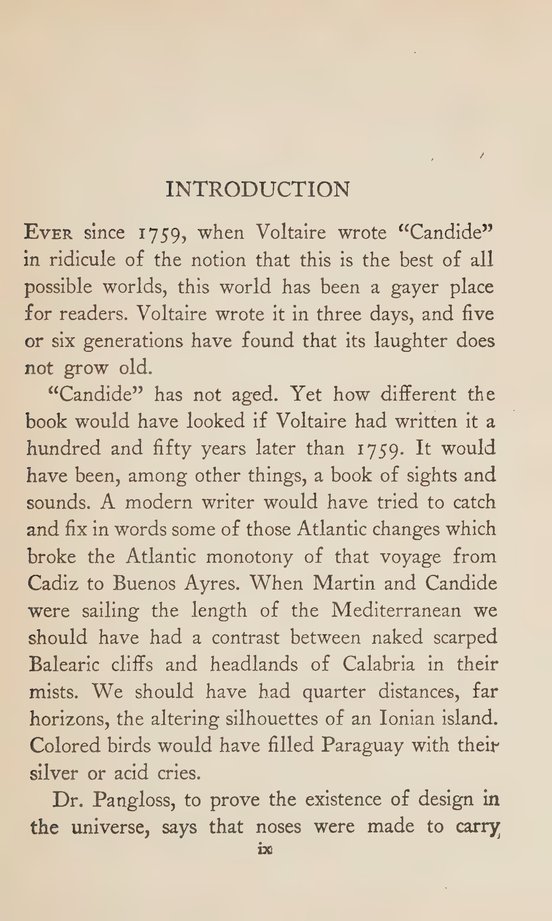 INTRODUCTION
EVER since 1759, when Voltaire wrote “Candide”
in ridicule of the notion that this is the best of all
possible worlds, this world has been a gayer place
for readers. Voltaire wrote it in three days, and five
or six generations have found that its laughter does
not grow old.
“Candide” has not aged. Yet how different the
book would have looked if Voltaire had written it a
hundred and fifty years later than 1759. It would
have been, among other things, a book of sights and
sounds. A modern writer would have tried to catch
and fix in words some of those Atlantic changes which
broke the Atlantic monotony of that voyage from
Cadiz to Buenos Ayres. When Martin and Candide
were sailing the length of the Mediterranean we
should have had a contrast between naked scarped
Balearic cliffs and headlands of Calabria in their
mists. We should have had quarter distances, far
horizons, the altering silhouettes of an Ionian island.
Colored birds would have filled Paraguay with their
silver or acid cries.
Dr. Pangloss, to prove the existence of design in
the universe, says that noses were made to carry
ix